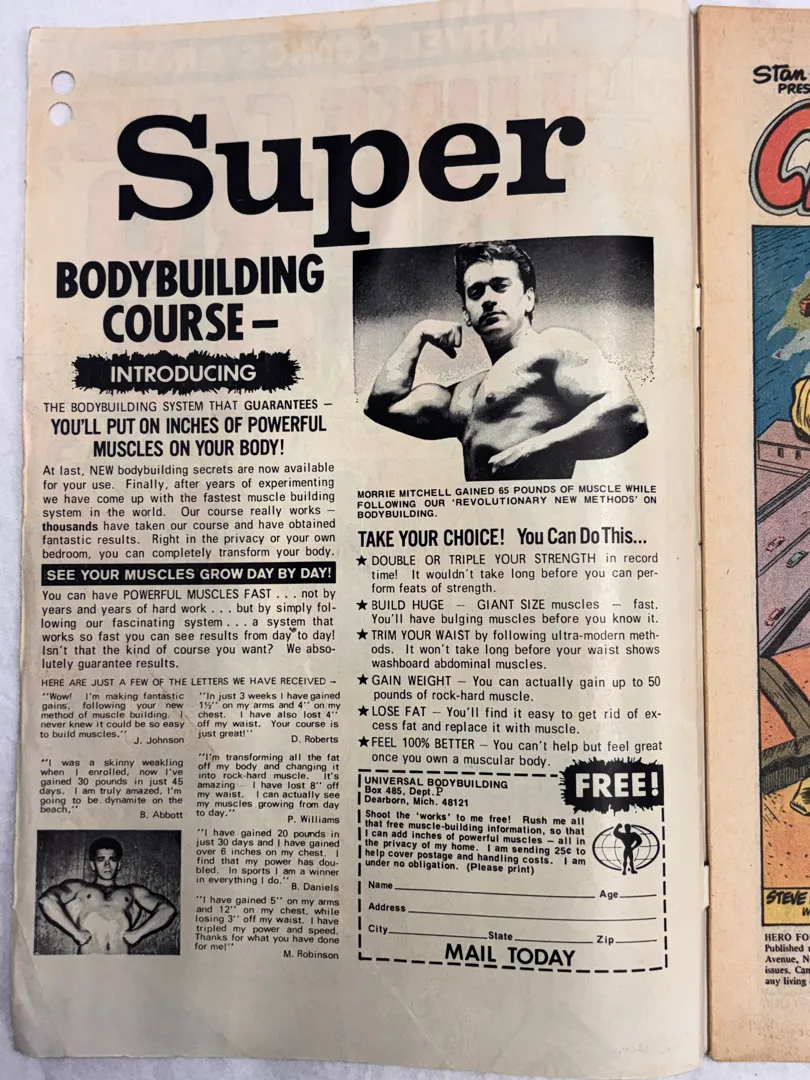 Super
BODYBUILDING
COURSE —
INTRODUCING
THE BODYBUILDING SYSTEM THAT GUARANTEES —
YOU'LL PUT ON INCHES OF POWERFUL
MUSCLES ON YOUR BODY!
At last, NEW bodybuilding secrets are now available
for your use. Finally, after years of experimenting
we have come up with the fastest muscle building
system in the world. Our course really works —
thousands have taken our course and have obtained
fantastic results. Right in the privacy or your own
bedroom, you can completely transform your body.
SEE YOUR MUSCLES GROW DAY BY DAY!
You can have POWERFUL MUSCLES FAST . . . not by
years and years of hard work . . . but by simply fol-
lowing our fascinating system . . . a system that
works so fast you can see results from day to day!
Isn't that the kind of course you want? We abso-
lutely guarantee results.
HERE ARE JUST A FEW OF THE LETTERS WE HAVE RECEIVED —
"Wow! I'm making fantastic
gains, following your new
method of muscle building. I
never knew it could be so easy
to build muscles."
J. Johnson
"I was a skinny weakling
when I enrolled, now I've
gained 30 pounds in just 45
days. I am truly amazed, I'm
going to be dynamite on the
beach."
B. Abbott
"In just 3 weeks I have gained
1½" on my arms and 4" on my
chest. I have also lost 4"
off my waist. Your course is
just great!"
D. Roberts
"I'm transforming all the fat
off my body and changing it
into rock-hard muscle. It's
amazing — I have lost 8" off
my waist. I can actually see
my muscles growing from day
to day."
P. Williams
"I have gained 20 pounds in
just 30 days and I have gained
over 6 inches on my chest. I
find that my power has dou-
bled. In sports I am a winner
in everything I do."
B. Daniels
"I have gained 5" on my arms
and 12" on my chest, while
losing 3" off my waist. I have
tripled my power and speed.
Thanks for what you have done
for me!"
M. Robinson
MORRIE MITCHELL GAINED 65 POUNDS OF MUSCLE WHILE
FOLLOWING OUR 'REVOLUTIONARY NEW METHODS' ON
BODYBUILDING.
TAKE YOUR CHOICE! You Can Do This...
★ DOUBLE OR TRIPLE YOUR STRENGTH in record
time! It wouldn't take long before you can per-
form feats of strength.
★ BUILD HUGE — GIANT SIZE muscles — fast.
You'll have bulging muscles before you know it.
★ TRIM YOUR WAIST by following ultra-modern meth-
ods. It won't take long before your waist shows
washboard abdominal muscles.
★ GAIN WEIGHT — You can actually gain up to 50
pounds of rock-hard muscle.
★ LOSE FAT — You'll find it easy to get rid of ex-
cess fat and replace it with muscle.
★ FEEL 100% BETTER — You can't help but feel great
once you own a muscular body.
FREE!
UNIVERSAL BODYBUILDING
Box 485, Dept. P
Dearborn, Mich. 48121
Shoot the 'works' to me free! Rush me all
that free muscle-building information, so that
I can add inches of powerful muscles — all in
the privacy of my home. I am sending 25¢ to
help cover postage and handling costs. I am
under no obligation. (Please print)
Name Age
Address
City State Zip
MAIL TODAY
Stan
PRES
STEVE
HERO FO
Published
Avenue, N
issues. Can
any living